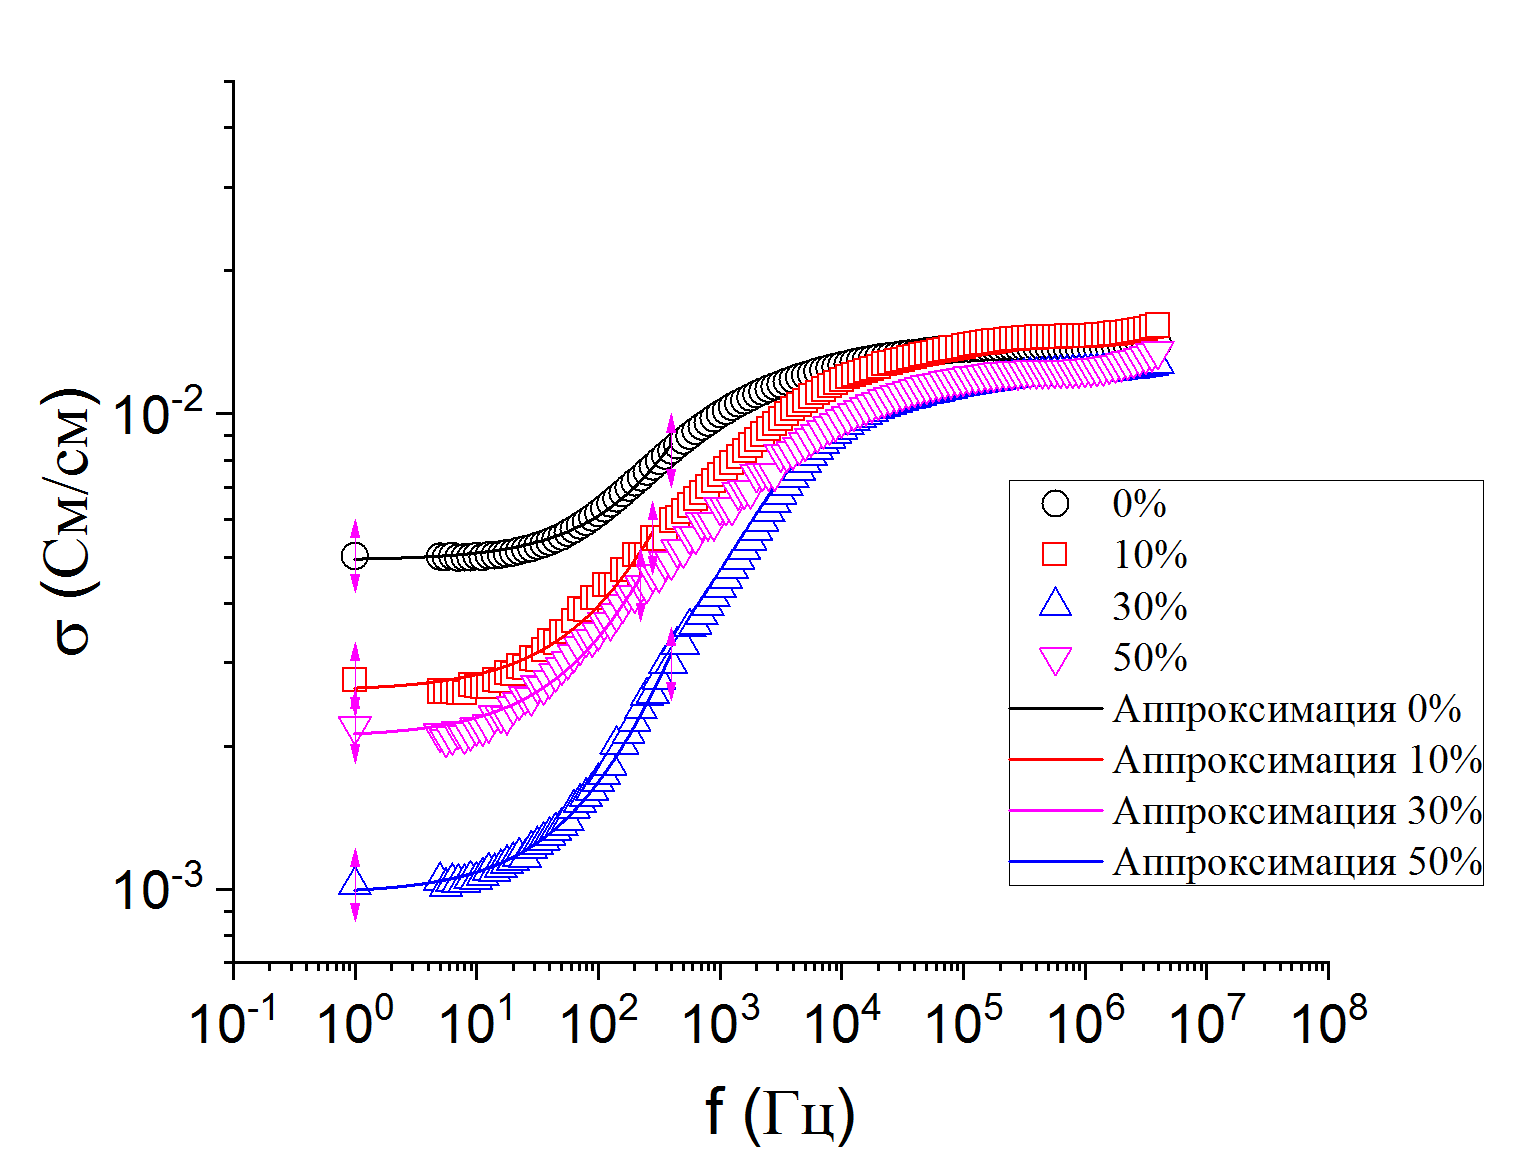 σ (См/см)
10⁻²
10⁻³
10⁻¹ 10⁰ 10¹ 10² 10³ 10⁴ 10⁵ 10⁶ 10⁷ 10⁸
f (Гц)
0%
10%
30%
50%
Аппроксимация 0%
Аппроксимация 10%
Аппроксимация 30%
Аппроксимация 50%